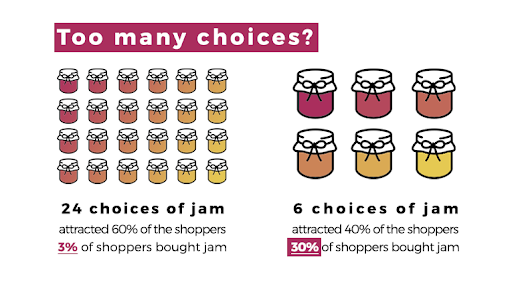 Too many choices?
24 choices of jam
attracted 60% of the shoppers
3% of shoppers bought jam
6 choices of jam
attracted 40% of the shoppers
30% of shoppers bought jam